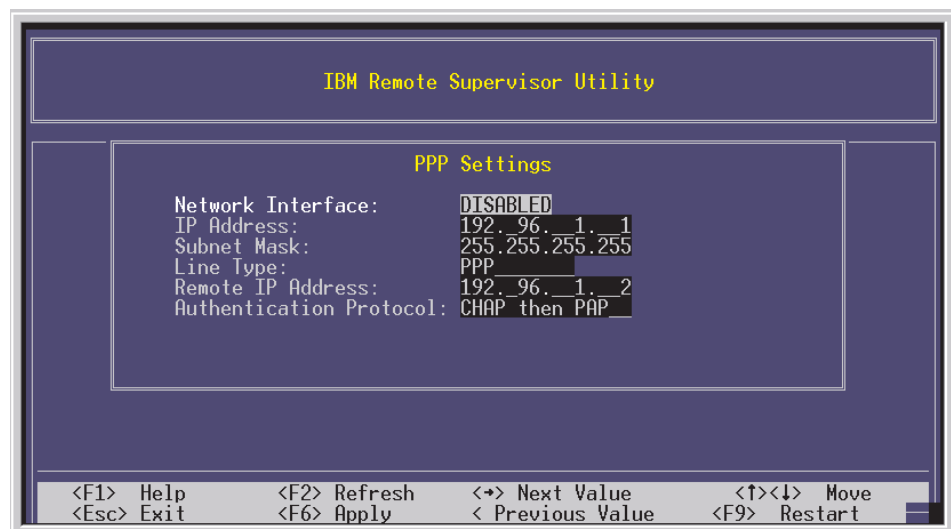 IBM Remote Supervisor Utility
PPP Settings
Network Interface: DISABLED
IP Address: 192._96.__1.__1
Subnet Mask: 255.255.255.255
Line Type: PPP_______
Remote IP Address: 192._96.__1.__2
Authentication Protocol: CHAP then PAP__
<F1> Help <F2> Refresh <→> Next Value <↑><↓> Move
<Esc> Exit <F6> Apply < Previous Value <F9> Restart